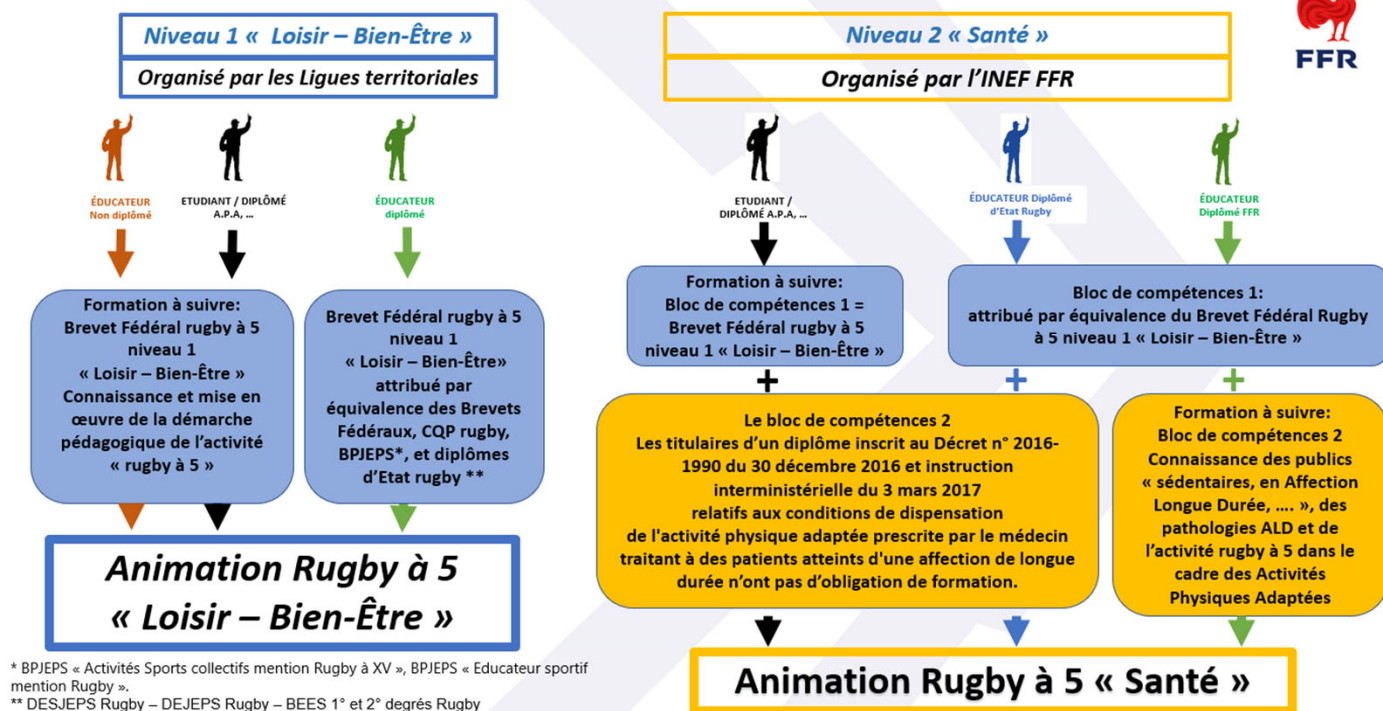 Niveau 1 « Loisir – Bien-Être »
Organisé par les Ligues territoriales
ÉDUCATEUR
Non diplômé
ETUDIANT / DIPLÔMÉ
A.P.A, ...
ÉDUCATEUR
diplômé
Formation à suivre:
Brevet Fédéral rugby à 5
niveau 1
« Loisir – Bien-Être »
Connaissance et mise en
œuvre de la démarche
pédagogique de l’activité
« rugby à 5 »
Brevet Fédéral rugby à 5
niveau 1
« Loisir – Bien-Être»
attribué par
équivalence des Brevets
Fédéraux, CQP rugby,
BPJEPS*, et diplômes
d’Etat rugby **
Animation Rugby à 5
« Loisir – Bien-Être »
* BPJEPS « Activités Sports collectifs mention Rugby à XV », BPJEPS « Educateur sportif
mention Rugby ».
** DESJEPS Rugby – DEJEPS Rugby – BEES 1° et 2° degrés Rugby
Niveau 2 « Santé »
Organisé par l’INEF FFR
FFR
ETUDIANT /
DIPLÔMÉ A.P.A, ...
ÉDUCATEUR Diplômé
d’Etat Rugby
ÉDUCATEUR
Diplômé FFR
Formation à suivre:
Bloc de compétences 1 =
Brevet Fédéral rugby à 5
niveau 1 « Loisir – Bien-Être »
Bloc de compétences 1:
attribué par équivalence du Brevet Fédéral Rugby
à 5 niveau 1 « Loisir – Bien-Être »
+
+
+
Le bloc de compétences 2
Les titulaires d’un diplôme inscrit au Décret n° 2016-
1990 du 30 décembre 2016 et instruction
interministérielle du 3 mars 2017
relatifs aux conditions de dispensation
de l'activité physique adaptée prescrite par le médecin
traitant à des patients atteints d'une affection de longue
durée n’ont pas d’obligation de formation.
Formation à suivre:
Bloc de compétences 2
Connaissance des publics
« sédentaires, en Affection
Longue Durée, .... », des
pathologies ALD et de
l’activité rugby à 5 dans le
cadre des Activités
Physiques Adaptées
Animation Rugby à 5 « Santé »